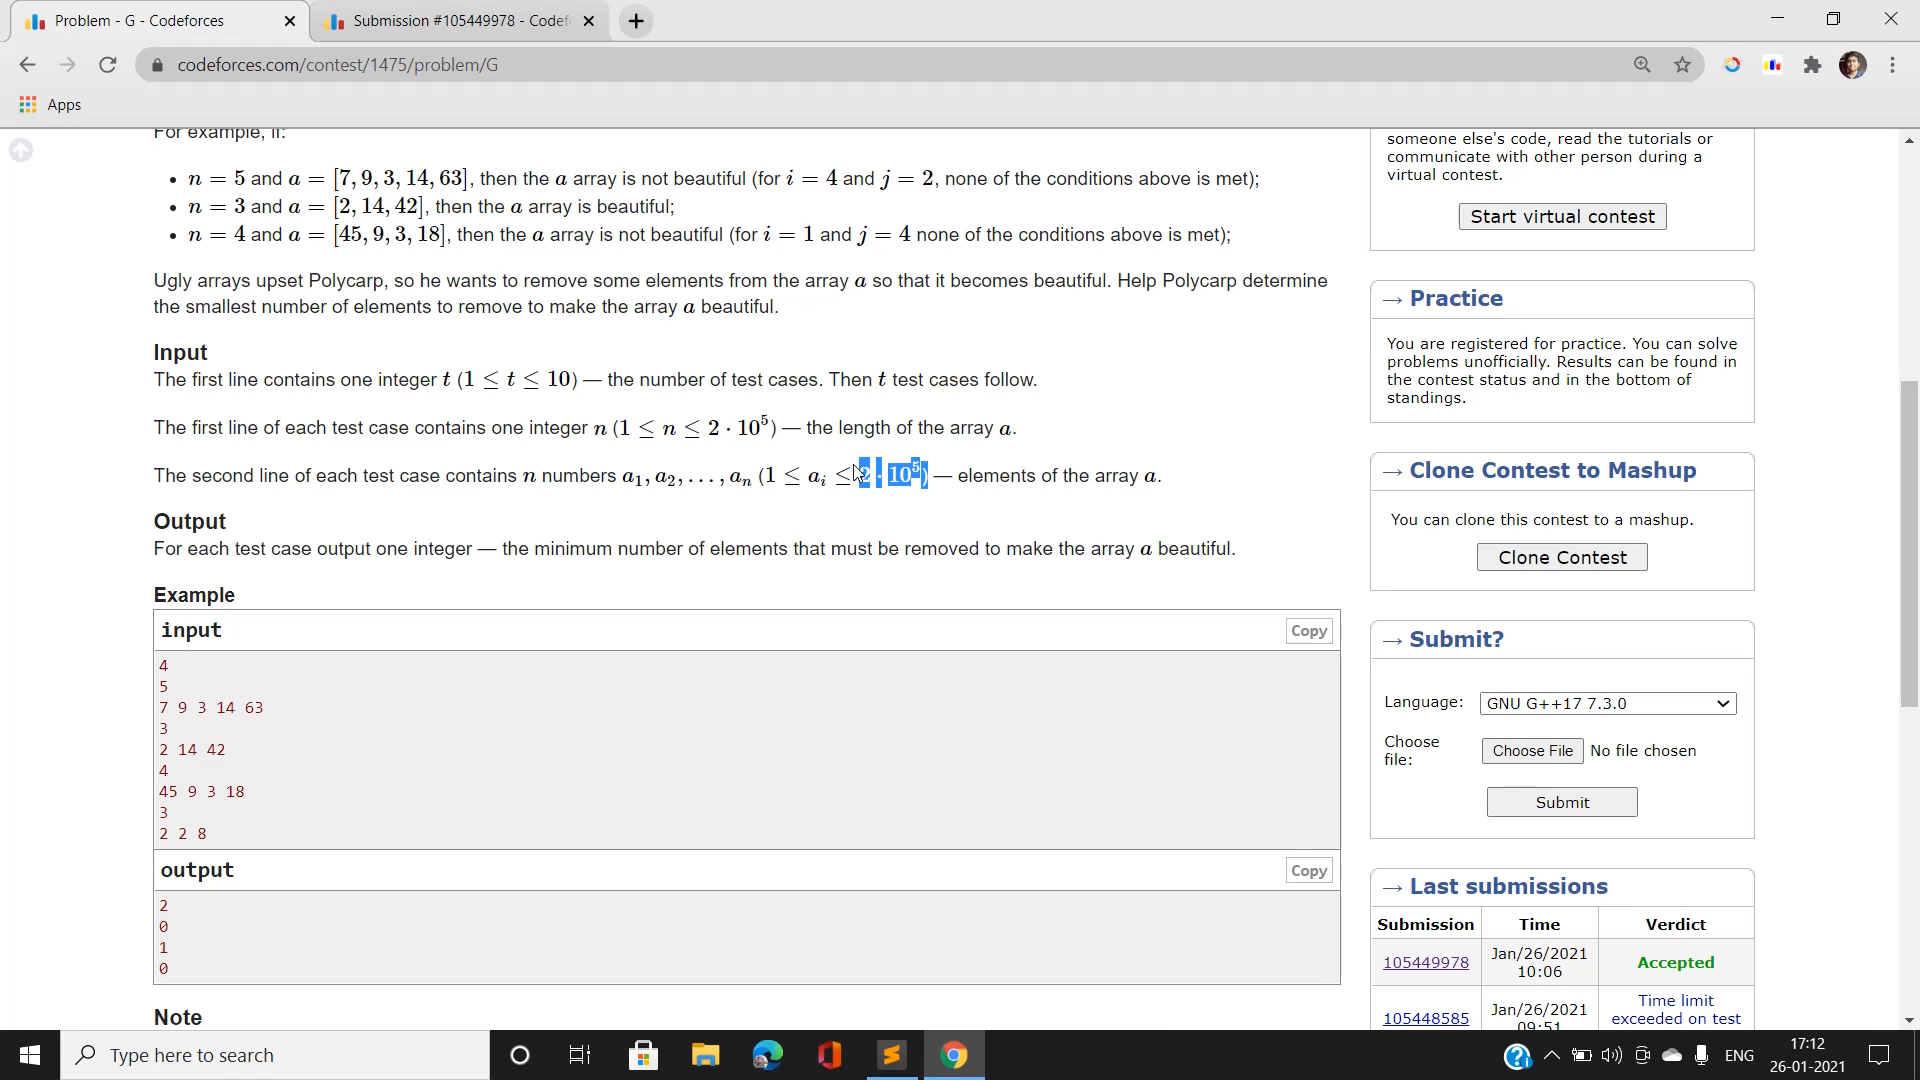 Problem - G - Codeforces
Submission #105449978 - Codef
codeforces.com/contest/1475/problem/G
Apps
For example, if:
• n = 5 and a = [7, 9, 3, 14, 63], then the a array is not beautiful (for i = 4 and j = 2, none of the conditions above is met);
• n = 3 and a = [2, 14, 42], then the a array is beautiful;
• n = 4 and a = [45, 9, 3, 18], then the a array is not beautiful (for i = 1 and j = 4 none of the conditions above is met);
Ugly arrays upset Polycarp, so he wants to remove some elements from the array a so that it becomes beautiful. Help Polycarp determine
the smallest number of elements to remove to make the array a beautiful.
Input
The first line contains one integer t (1 ≤ t ≤ 10) — the number of test cases. Then t test cases follow.
The first line of each test case contains one integer n (1 ≤ n ≤ 2 · 10⁵) — the length of the array a.
The second line of each test case contains n numbers a₁, a₂, . . . , aₙ (1 ≤ aᵢ ≤ 2 · 10⁵) — elements of the array a.
Output
For each test case output one integer — the minimum number of elements that must be removed to make the array a beautiful.
Example
input
Copy
4
5
7 9 3 14 63
3
2 14 42
4
45 9 3 18
3
2 2 8
output
Copy
2
0
1
0
Note
someone else's code, read the tutorials or
communicate with other person during a
virtual contest.
Start virtual contest
→ Practice
You are registered for practice. You can solve
problems unofficially. Results can be found in
the contest status and in the bottom of
standings.
→ Clone Contest to Mashup
You can clone this contest to a mashup.
Clone Contest
→ Submit?
Language: GNU G++17 7.3.0
Choose
file:
Choose File No file chosen
Submit
→ Last submissions
Submission Time Verdict
105449978 Jan/26/2021
10:06 Accepted
105448585 Jan/26/2021
09:51 Time limit
exceeded on test
Type here to search
ENG
17:12
26-01-2021